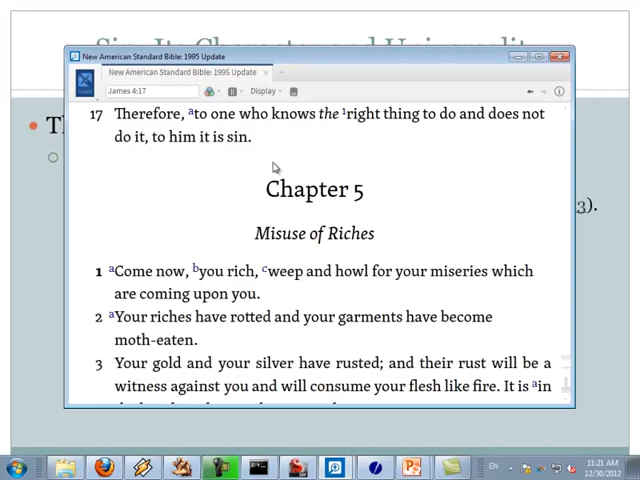 New American Standard Bible: 1995 Update
New American Standard Bible: 1995 Update
James 4:17
Display
17 Therefore, ato one who knows the 1right thing to do and does not
do it, to him it is sin.
Chapter 5
Misuse of Riches
1 aCome now, byou rich, cweep and howl for your miseries which
are coming upon you.
2 aYour riches have rotted and your garments have become
moth-eaten.
3 Your gold and your silver have rusted; and their rust will be a
witness against you and will consume your flesh like fire. It is ain
3).
EN
11:21 AM
12/30/2012